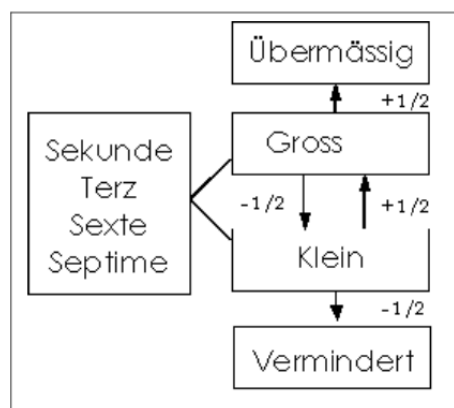 Übermässig
+1/2
Gross
Sekunde
Terz
Sexte
Septime
-1/2
+1/2
Klein
-1/2
Vermindert